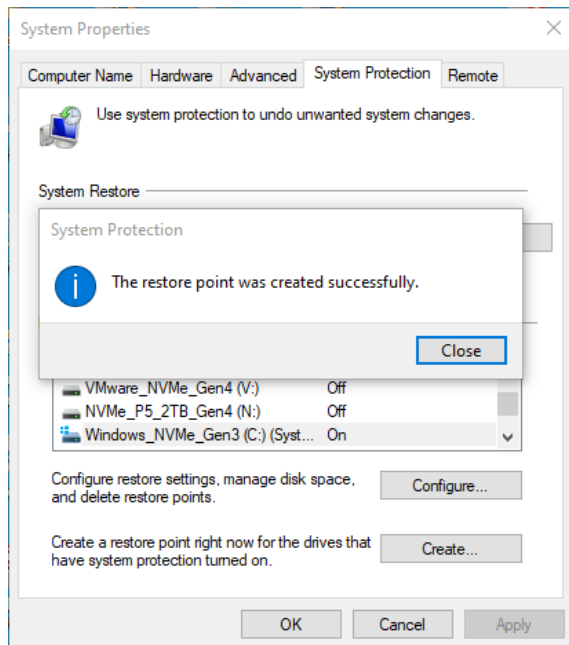 System Properties
Computer Name Hardware Advanced System Protection Remote
Use system protection to undo unwanted system changes.
System Restore
System Protection
The restore point was created successfully.
Close
VMware_NVMe_Gen4 (V:) Off
NVMe_P5_2TB_Gen4 (N:) Off
Windows_NVMe_Gen3 (C:) (Syst... On
Configure restore settings, manage disk space,
and delete restore points.
Configure...
Create a restore point right now for the drives that
have system protection turned on.
Create...
OK Cancel Apply